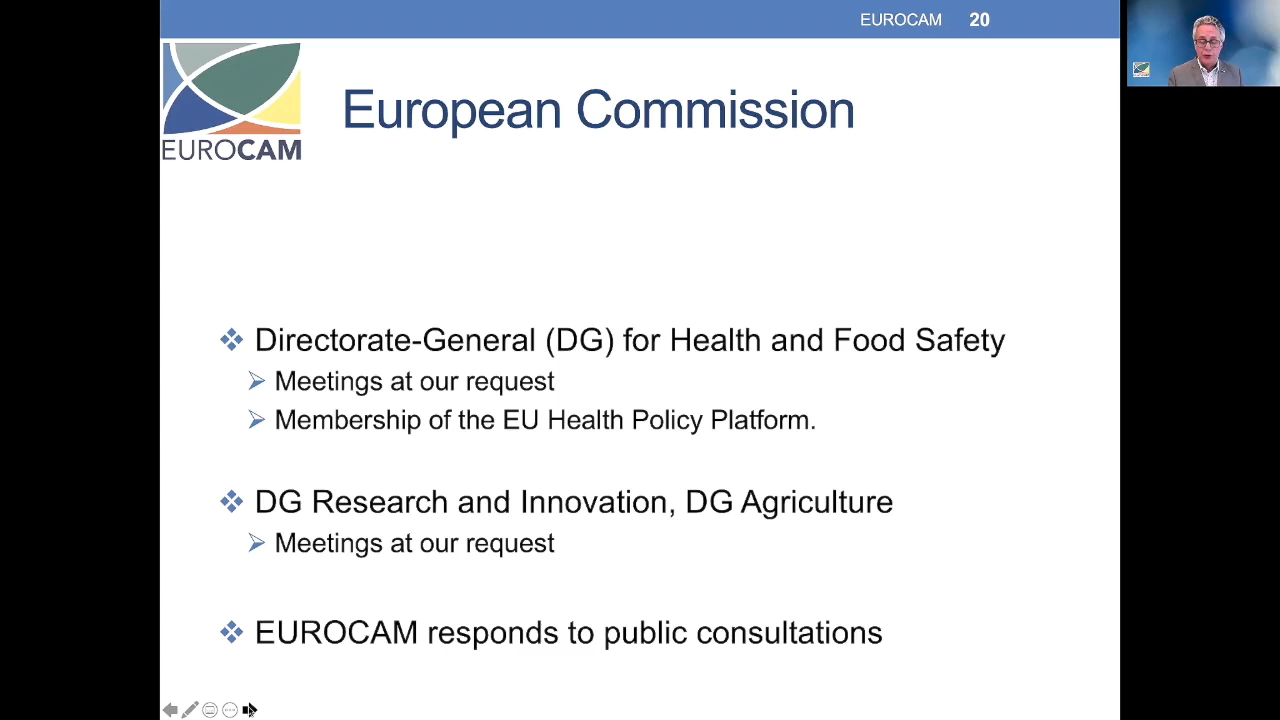 EUROCAM 20
EUROCAM
European Commission
Directorate-General (DG) for Health and Food Safety
Meetings at our request
Membership of the EU Health Policy Platform.
DG Research and Innovation, DG Agriculture
Meetings at our request
EUROCAM responds to public consultations